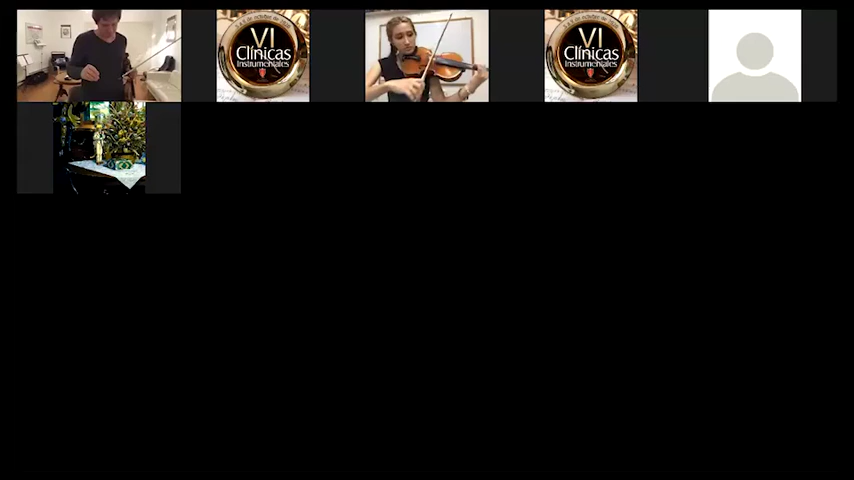 VI
Clínicas
Instrumentales
VI
Clínicas
Instrumentales